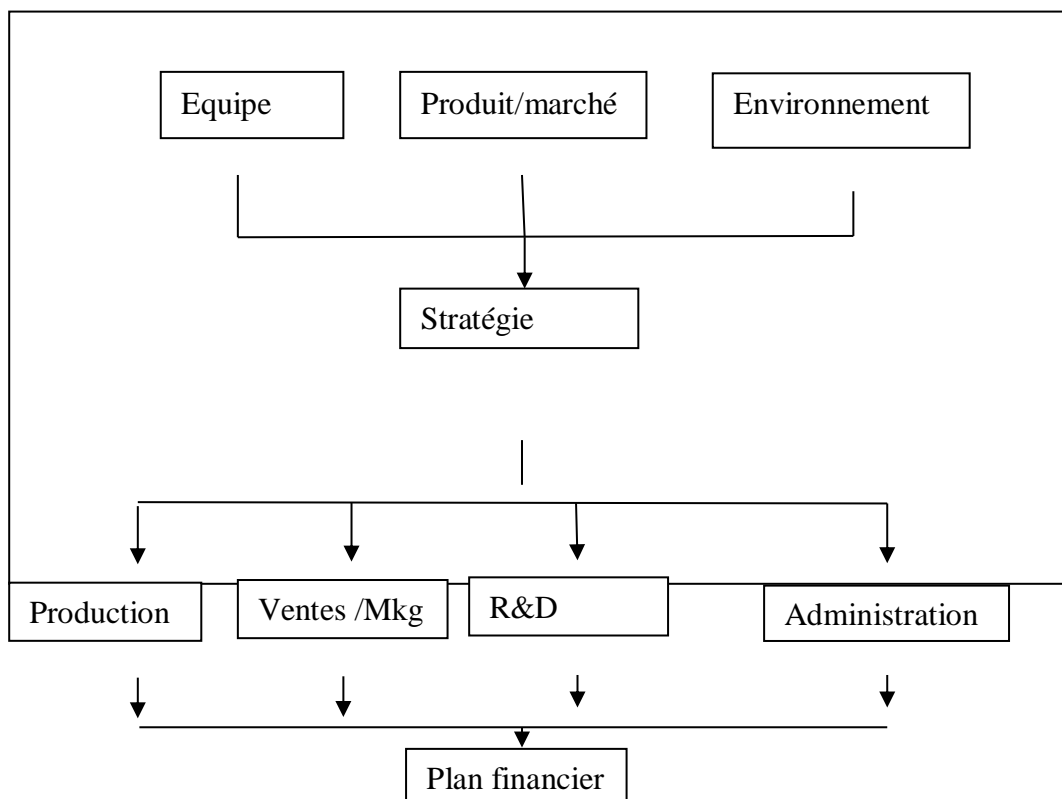 Equipe
Produit/marché
Environnement
Stratégie
Production
Ventes /Mkg
R&D
Administration
Plan financier